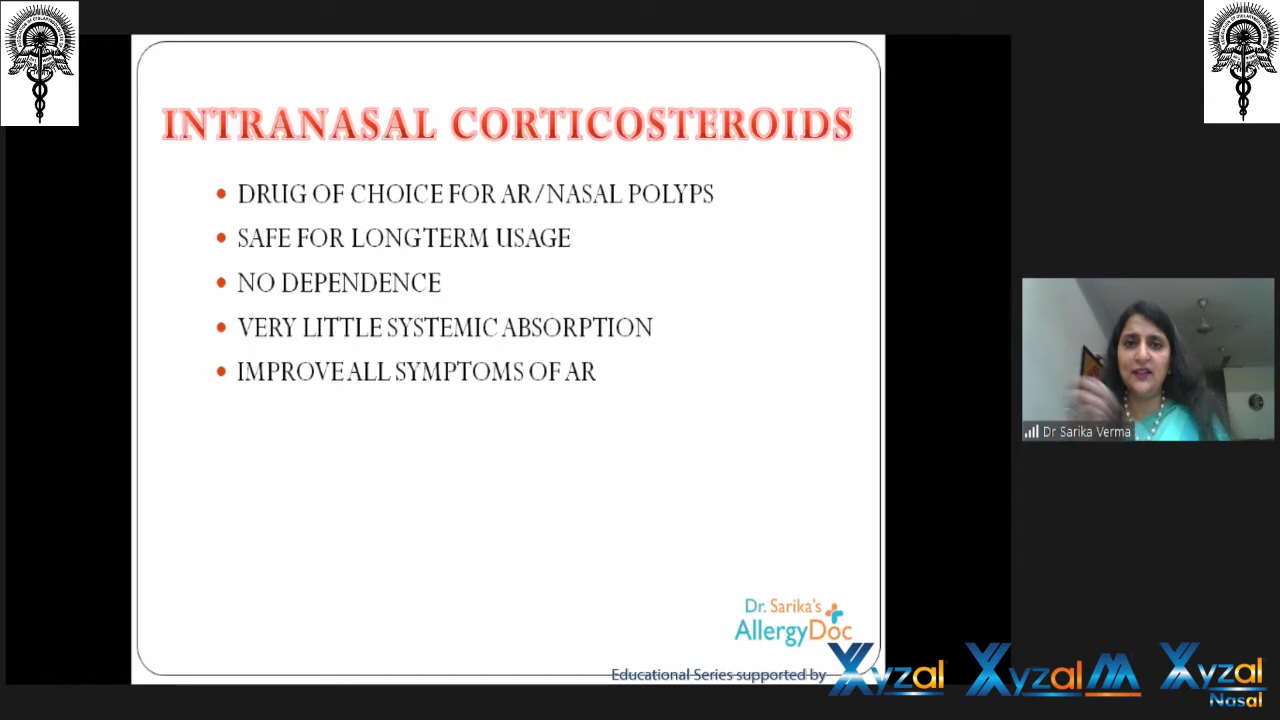 INTRANASAL CORTICOSTEROIDS
DRUG OF CHOICE FOR AR/NASAL POLYPS
SAFE FOR LONGTERM USAGE
NO DEPENDENCE
VERY LITTLE SYSTEMIC ABSORPTION
IMPROVE ALL SYMPTOMS OF AR
Dr Sarika Verma
Dr. Sarika's
AllergyDoc
Educational Series supported by Xyzal Xyzal M Xyzal
Nasal